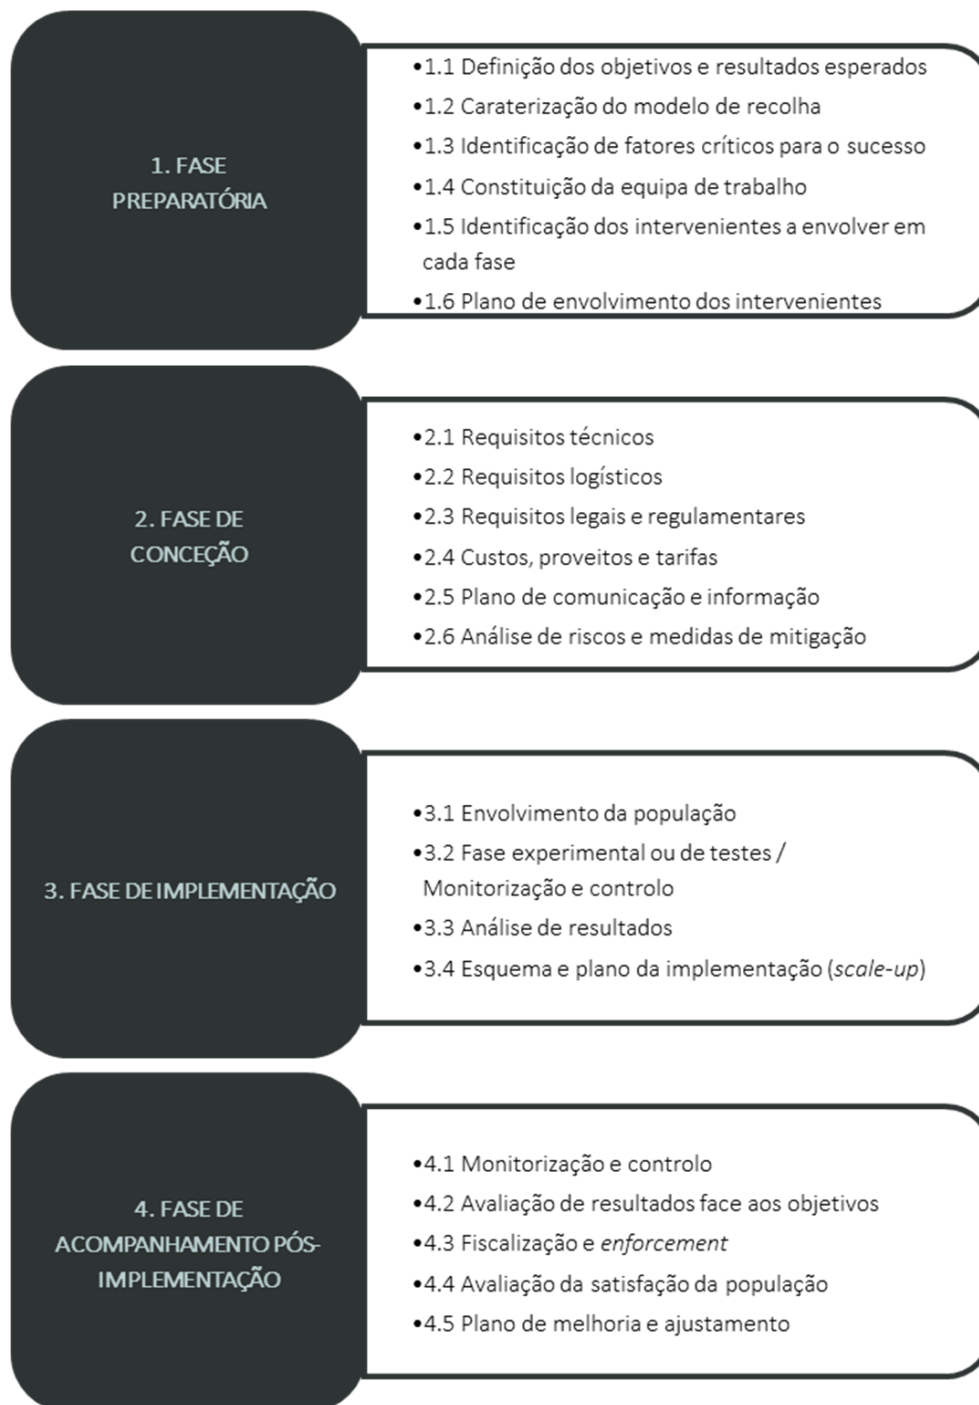 1. FASE
PREPARATÓRIA
•1.1 Definição dos objetivos e resultados esperados
•1.2 Caraterização do modelo de recolha
•1.3 Identificação de fatores críticos para o sucesso
•1.4 Constituição da equipa de trabalho
•1.5 Identificação dos intervenientes a envolver em
cada fase
•1.6 Plano de envolvimento dos intervenientes
2. FASE DE
CONCEÇÃO
•2.1 Requisitos técnicos
•2.2 Requisitos logísticos
•2.3 Requisitos legais e regulamentares
•2.4 Custos, proveitos e tarifas
•2.5 Plano de comunicação e informação
•2.6 Análise de riscos e medidas de mitigação
3. FASE DE IMPLEMENTAÇÃO
•3.1 Envolvimento da população
•3.2 Fase experimental ou de testes /
Monitorização e controlo
•3.3 Análise de resultados
•3.4 Esquema e plano da implementação (scale-up)
4. FASE DE
ACOMPANHAMENTO PÓS-
IMPLEMENTAÇÃO
•4.1 Monitorização e controlo
•4.2 Avaliação de resultados face aos objetivos
•4.3 Fiscalização e enforcement
•4.4 Avaliação da satisfação da população
•4.5 Plano de melhoria e ajustamento